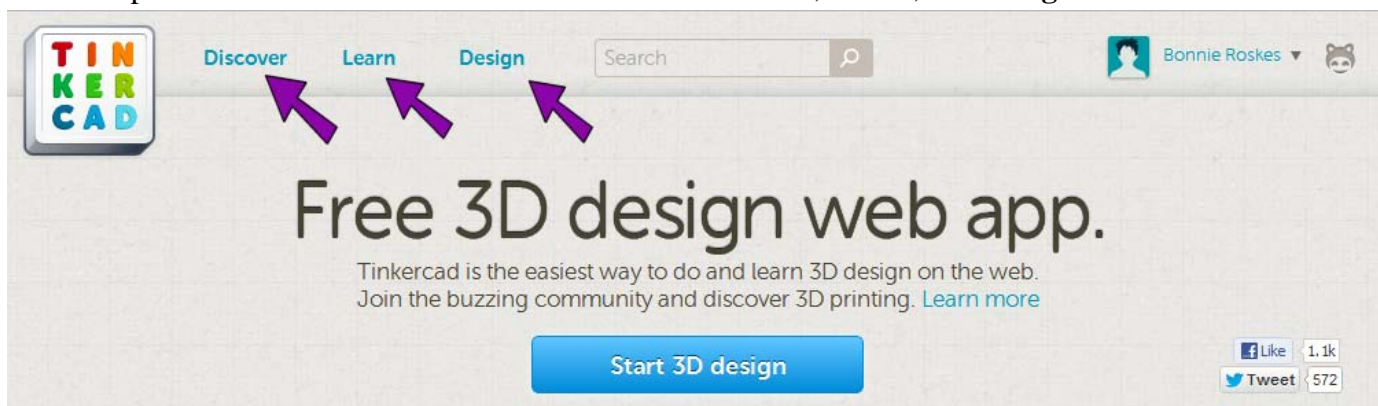 TIN
KER
CAD
Discover Learn Design Search Bonnie Roskes
Free 3D design web app.
Tinkercad is the easiest way to do and learn 3D design on the web.
Join the buzzing community and discover 3D printing. Learn more
Start 3D design
Like 1.1k
Tweet 572